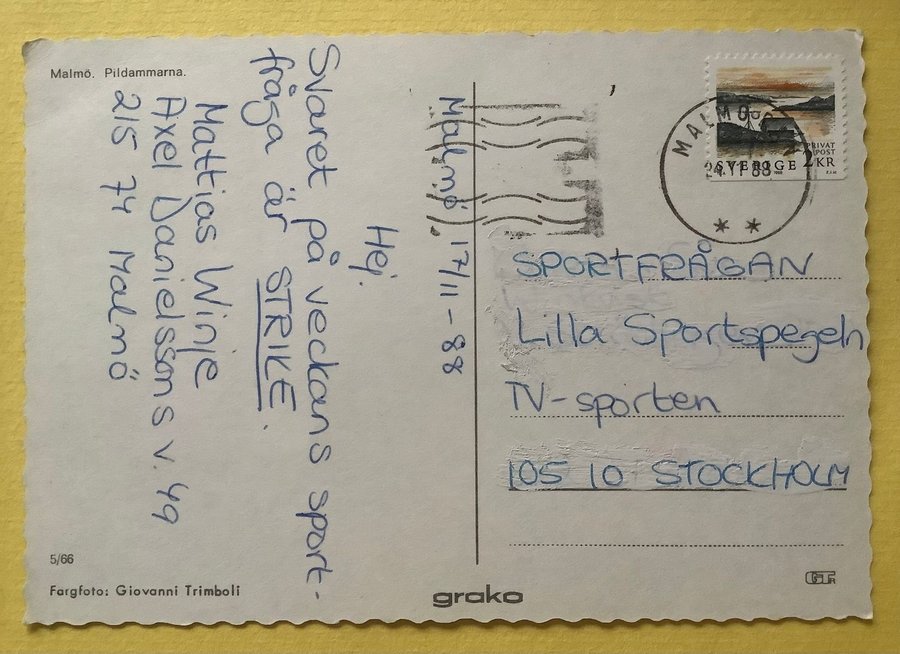 Malmö. Pildammarna.
Malmö 17/11-88
Hej.
Svaret på veckans sport-
fråga är STRIKE.
Mattias Winje
Axel Danielssons v. 49
215 74 Malmö
5/66
Fargfoto: Giovanni Trimboli
grako
MALMÖ
PRIVAT
POST
SVERIGE 2 KR
SPORTFRÅGAN
Lilla Sportspegeln
TV-sporten
105 10 STOCKHOLM